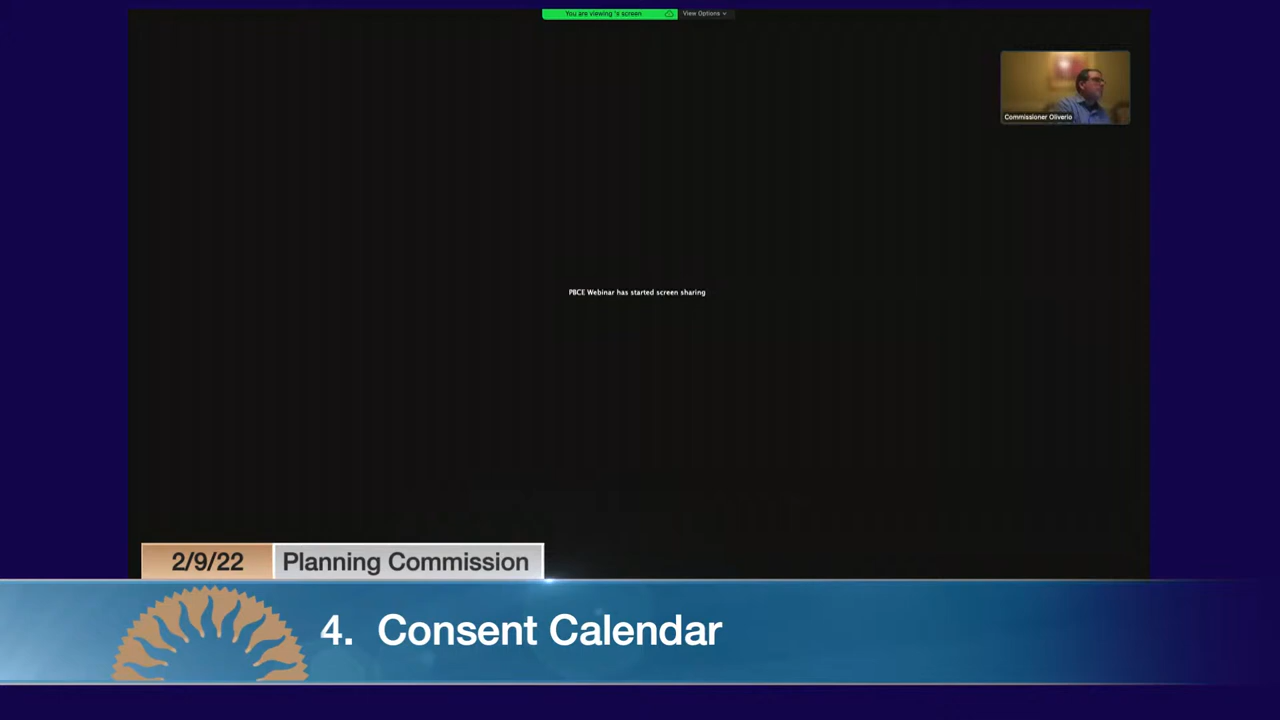 You are viewing 's screen
View Options
Commissioner Oliverio
PBCE Webinar has started screen sharing
2/9/22
Planning Commission
4. Consent Calendar